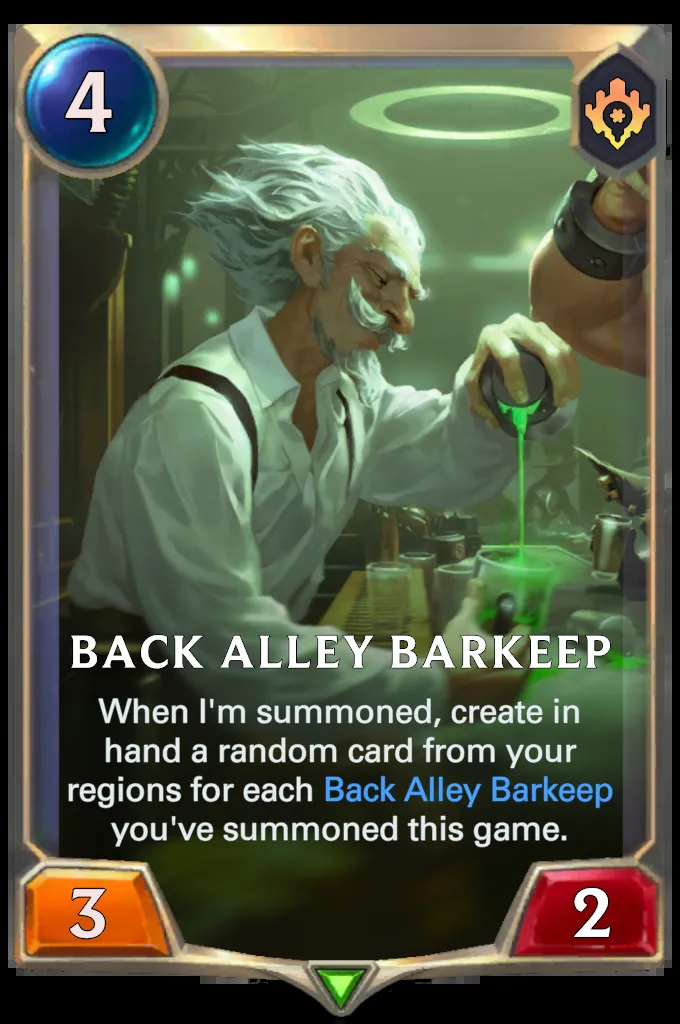 4
BACK ALLEY BARKEEP
When I'm summoned, create in
hand a random card from your
regions for each Back Alley Barkeep
you've summoned this game.
3
2